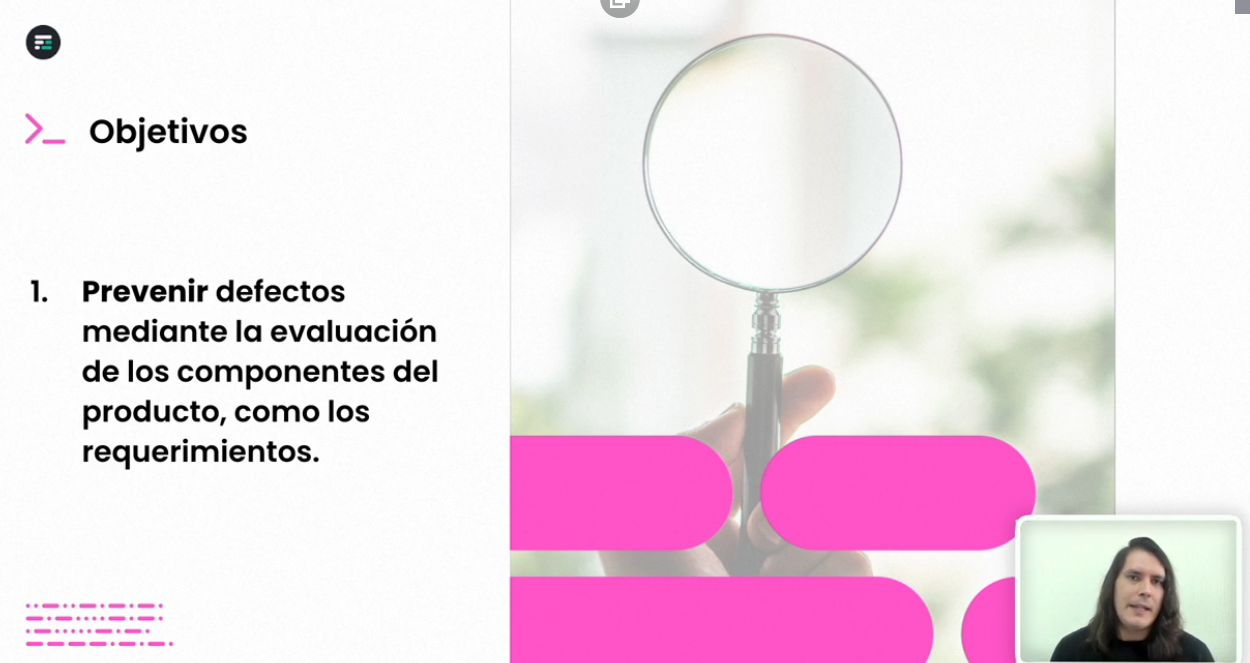 Objetivos
1. Prevenir defectos
mediante la evaluación
de los componentes del
producto, como los
requerimientos.